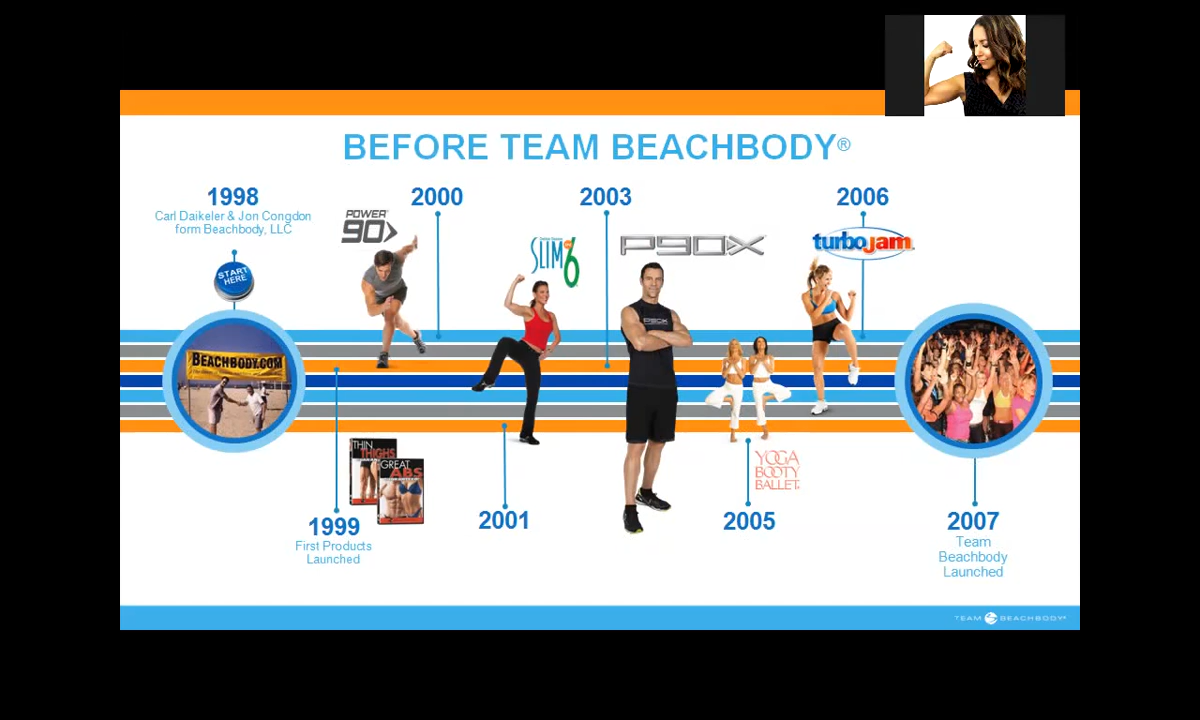 BEFORE TEAM BEACHBODY®
1998
Carl Daikeler & Jon Congdon
form Beachbody, LLC
START
HERE
BEACHBODY.COM
POWER
90
2000
SLIM
6
2003
P90X
P90X
2006
turbojam
THIN
THIGHS
GREAT
ABS
1999
First Products
Launched
2001
YOGA
BOOTY
BALLET
2005
2007
Team
Beachbody
Launched
TEAM BEACHBODY®